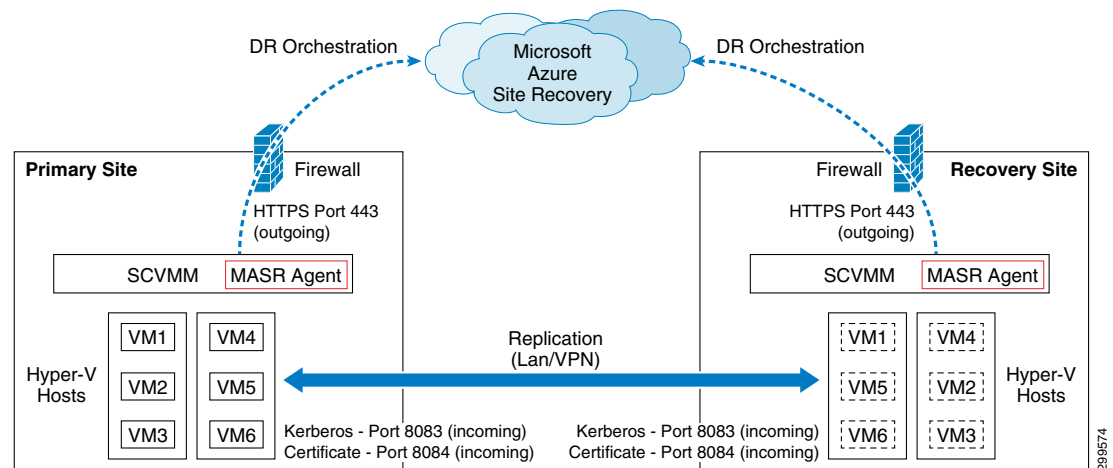 DR Orchestration
Microsoft
Azure
Site Recovery
DR Orchestration
Primary Site
Firewall
HTTPS Port 443
(outgoing)
SCVMM
MASR Agent
Hyper-V
Hosts
VM1
VM2
VM3
VM4
VM5
VM6
Replication
(Lan/VPN)
Kerberos - Port 8083 (incoming)
Certificate - Port 8084 (incoming)
Kerberos - Port 8083 (incoming)
Certificate - Port 8084 (incoming)
Firewall
Recovery Site
HTTPS Port 443
(outgoing)
SCVMM
MASR Agent
VM1
VM5
VM6
VM4
VM2
VM3
Hyper-V
Hosts
299574